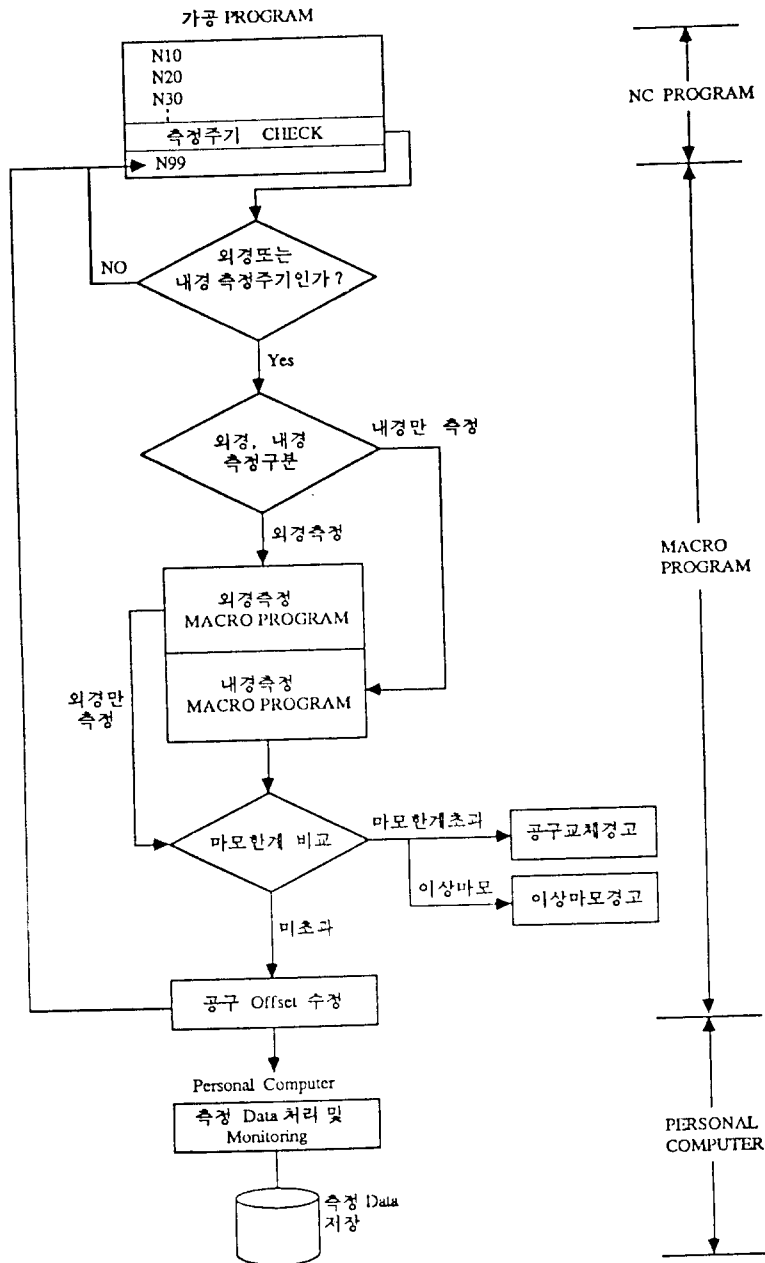 가공 PROGRAM
N10
N20
N30
측정주기 CHECK
N99
NC PROGRAM
외경또는
내경 측정주기인가?
NO
Yes
외경, 내경
측정구분
내경만 측정
외경측정
외경측정
MACRO PROGRAM
내경측정
MACRO PROGRAM
외경만
측정
MACRO
PROGRAM
마모한계 비교
마모한계초과
공구교체경고
이상마모
이상마모경고
미초과
공구 Offset 수정
Personal Computer
측정 Data 처리 및
Monitoring
측정 Data
저장
PERSONAL
COMPUTER